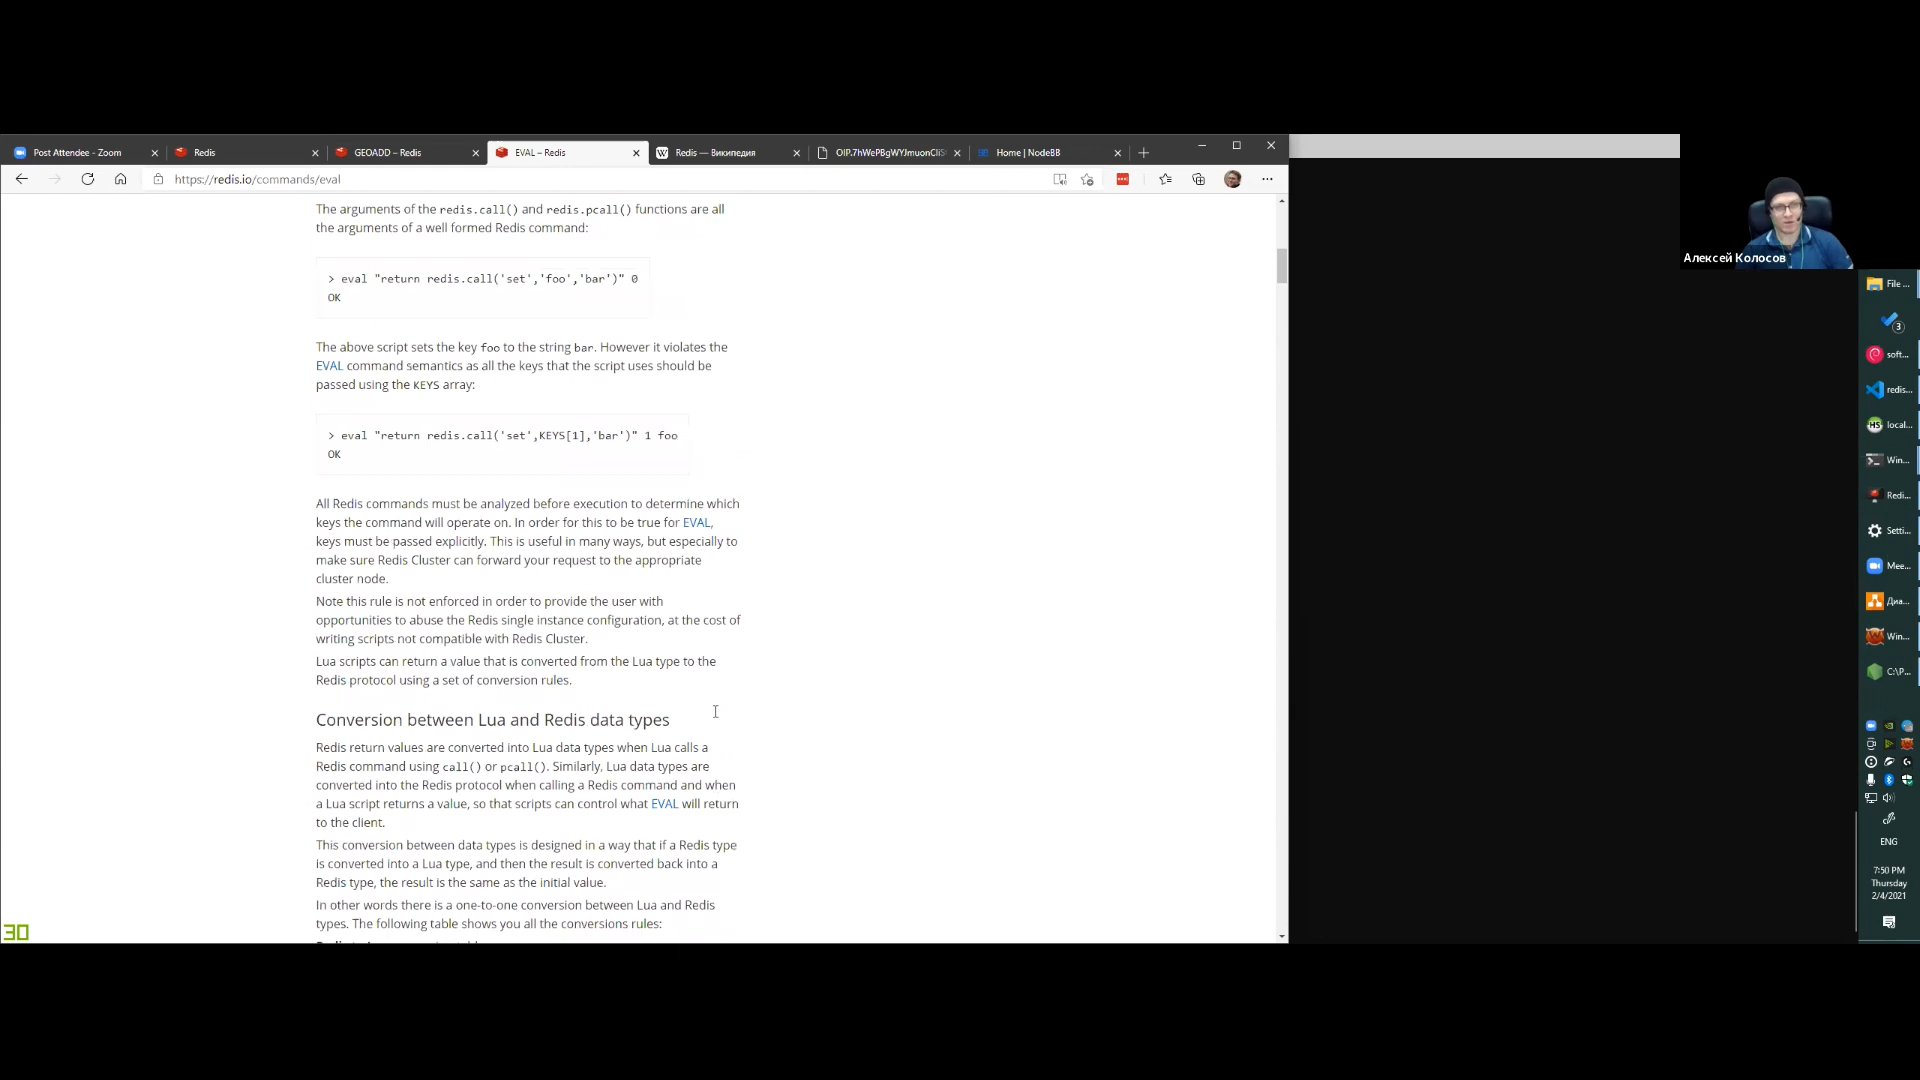 Post Attendee - Zoom
Redis
GEOADD – Redis
EVAL – Redis
Redis — Википедия
Home | NodeBB
https://redis.io/commands/eval
The arguments of the redis.call() and redis.pcall() functions are all
the arguments of a well formed Redis command:
> eval "return redis.call('set','foo','bar')" 0
OK
The above script sets the key foo to the string bar. However it violates the
EVAL command semantics as all the keys that the script uses should be
passed using the KEYS array:
> eval "return redis.call('set',KEYS[1],'bar')" 1 foo
OK
All Redis commands must be analyzed before execution to determine which
keys the command will operate on. In order for this to be true for EVAL,
keys must be passed explicitly. This is useful in many ways, but especially to
make sure Redis Cluster can forward your request to the appropriate
cluster node.
Note this rule is not enforced in order to provide the user with
opportunities to abuse the Redis single instance configuration, at the cost of
writing scripts not compatible with Redis Cluster.
Lua scripts can return a value that is converted from the Lua type to the
Redis protocol using a set of conversion rules.
Conversion between Lua and Redis data types
Redis return values are converted into Lua data types when Lua calls a
Redis command using call() or pcall(). Similarly, Lua data types are
converted into the Redis protocol when calling a Redis command and when
a Lua script returns a value, so that scripts can control what EVAL will return
to the client.
This conversion between data types is designed in a way that if a Redis type
is converted into a Lua type, and then the result is converted back into a
Redis type, the result is the same as the initial value.
In other words there is a one-to-one conversion between Lua and Redis
types. The following table shows you all the conversions rules:
30
Алексей Колосов
File ...
3
soft...
redis...
local...
Win...
Redi...
Setti...
Mee...
Диа...
Win...
C:\P...
ENG
7:50 PM
Thursday
2/4/2021